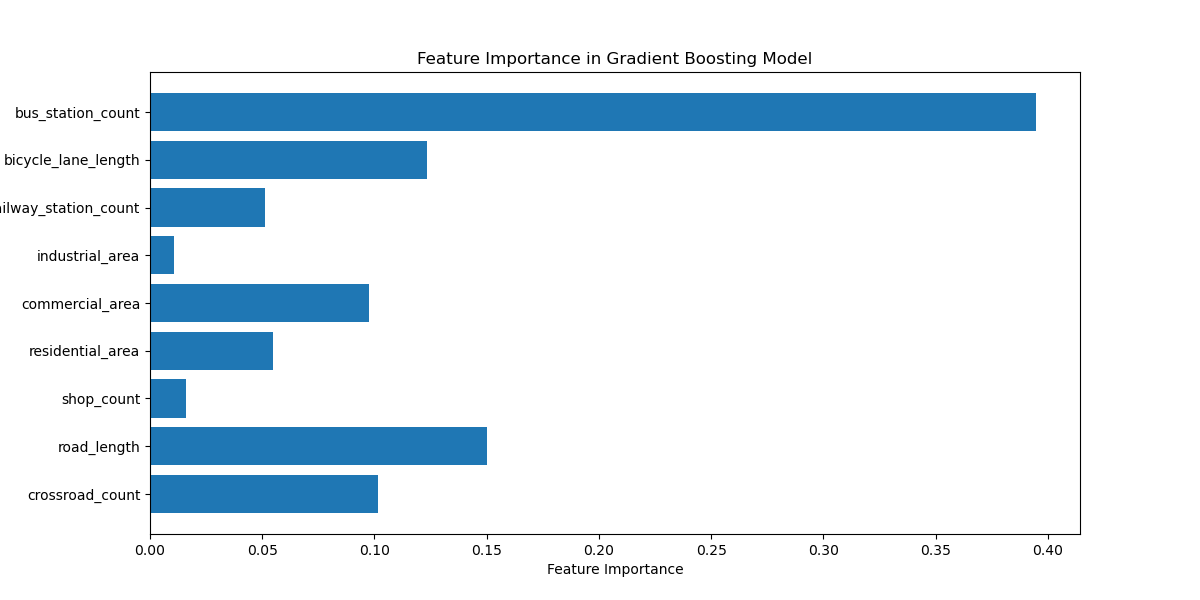 Feature Importance in Gradient Boosting Model
bus_station_count
bicycle_lane_length
ilway_station_count
industrial_area
commercial_area
residential_area
shop_count
road_length
crossroad_count
0.00 0.05 0.10 0.15 0.20 0.25 0.30 0.35 0.40
Feature Importance